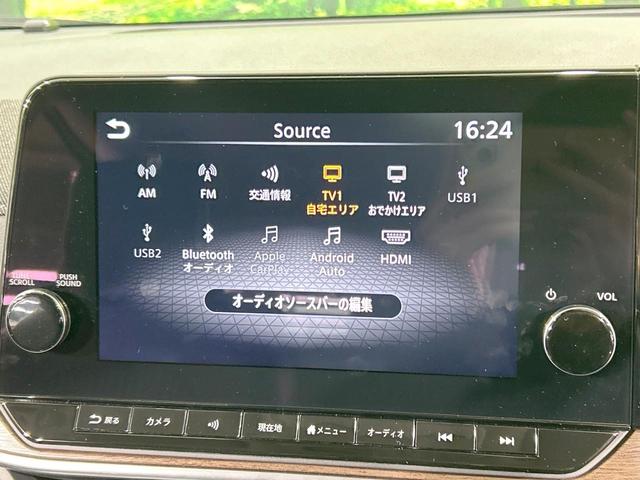 Source
16:24
AM
FM
交通情報
TV1
自宅エリア
TV2
おでかけエリア
USB1
USB2
Bluetooth
オーディオ
Apple
CarPlay
Android
Auto
HDMI
オーディオソースバーの編集
TUNE
SCROLL
PUSH
SOUND
VOL
戻る
カメラ
現在地
メニュー
オーディオ